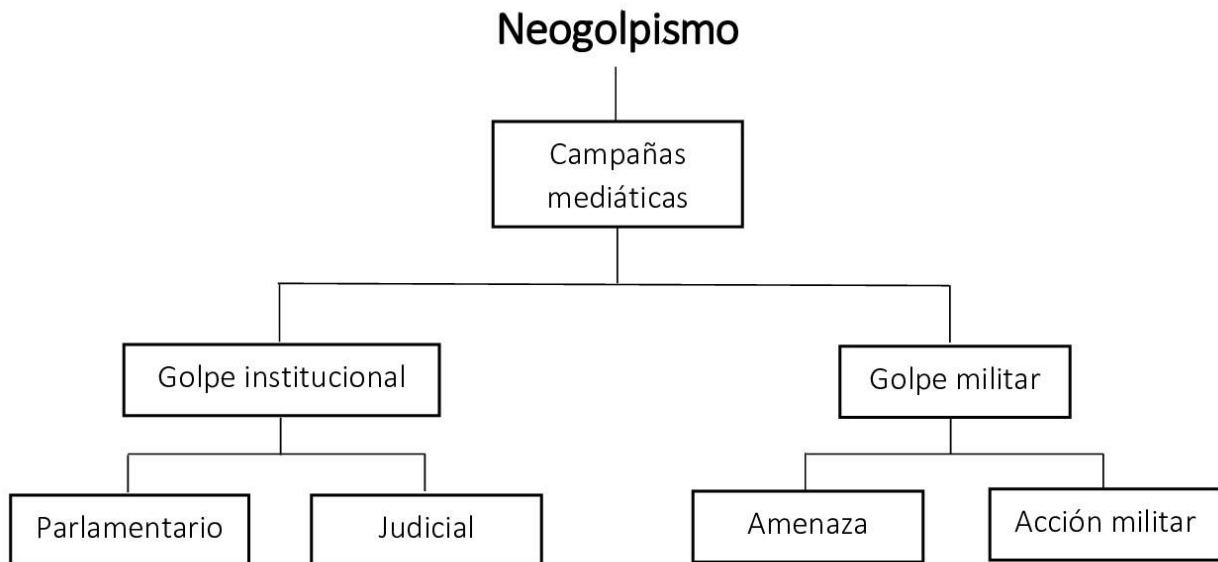 Neogolpismo
Campañas
mediáticas
Golpe institucional
Golpe militar
Parlamentario
Judicial
Amenaza
Acción militar